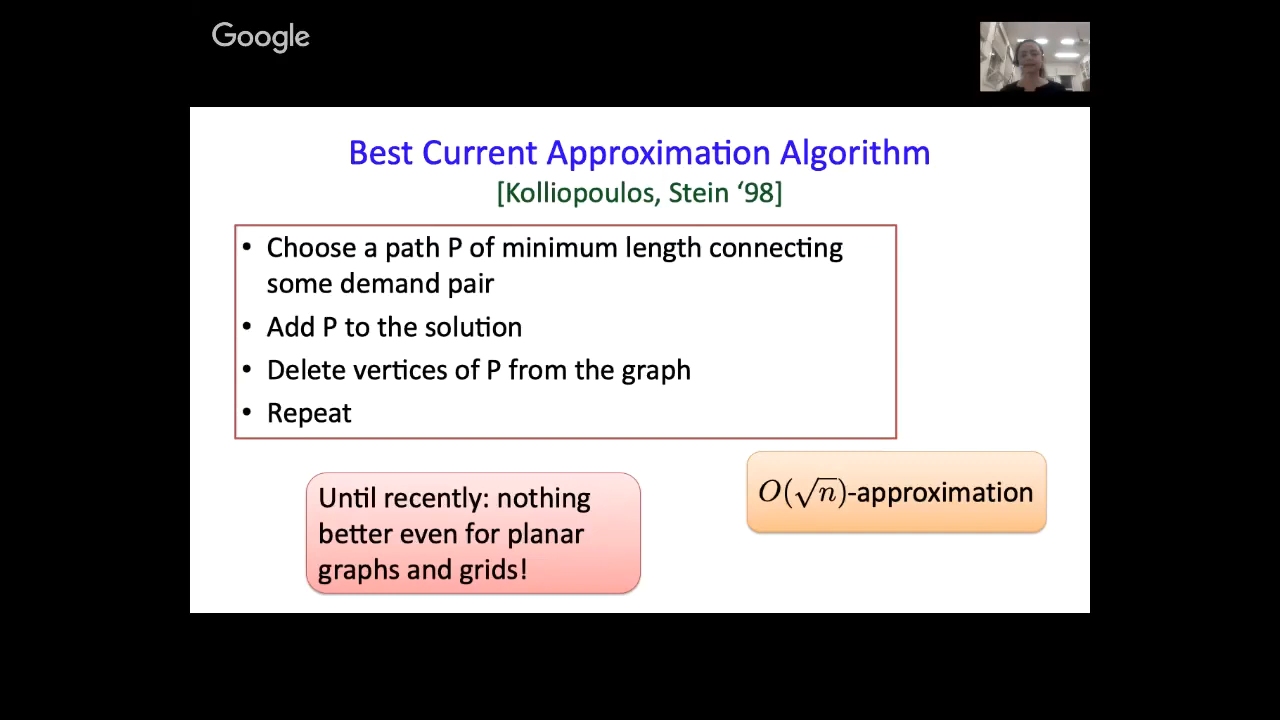 Google
Best Current Approximation Algorithm
[Kolliopoulos, Stein ‘98]
• Choose a path P of minimum length connecting
some demand pair
• Add P to the solution
• Delete vertices of P from the graph
• Repeat
Until recently: nothing
better even for planar
graphs and grids!
O(√n)-approximation